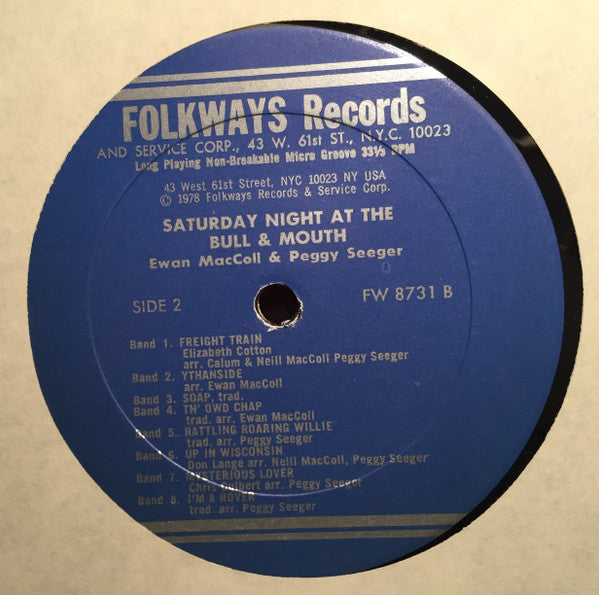 FOLKWAYS Records
AND SERVICE CORP., 43 W. 61st ST., N.Y.C. 10023
Long Playing Non-Breakable Micro Groove 33⅓ RPM
43 West 61st Street, NYC 10023 NY USA
© 1978 Folkways Records & Service Corp.
SATURDAY NIGHT AT THE
BULL & MOUTH
Ewan MacColl & Peggy Seeger
SIDE 2 FW 8731 B
Band 1. FREIGHT TRAIN
Elizabeth Cotton
arr. Calum & Neill MacColl Peggy Seeger
Band 2. YTHANSIDE
arr. Ewan MacColl
Band 3. SOAP, trad.
Band 4. TH' OWD CHAP
trad. arr. Ewan MacColl
Band 5. RATTLING ROARING WILLIE
trad. arr. Peggy Seeger
Band 6. UP IN WISCONSIN
Don Lange arr. Neill MacColl, Peggy Seeger
Band 7. MYSTERIOUS LOVER
Chris Gulbert arr. Peggy Seeger
Band 8. I'M A ROVER
trad. arr. Peggy Seeger